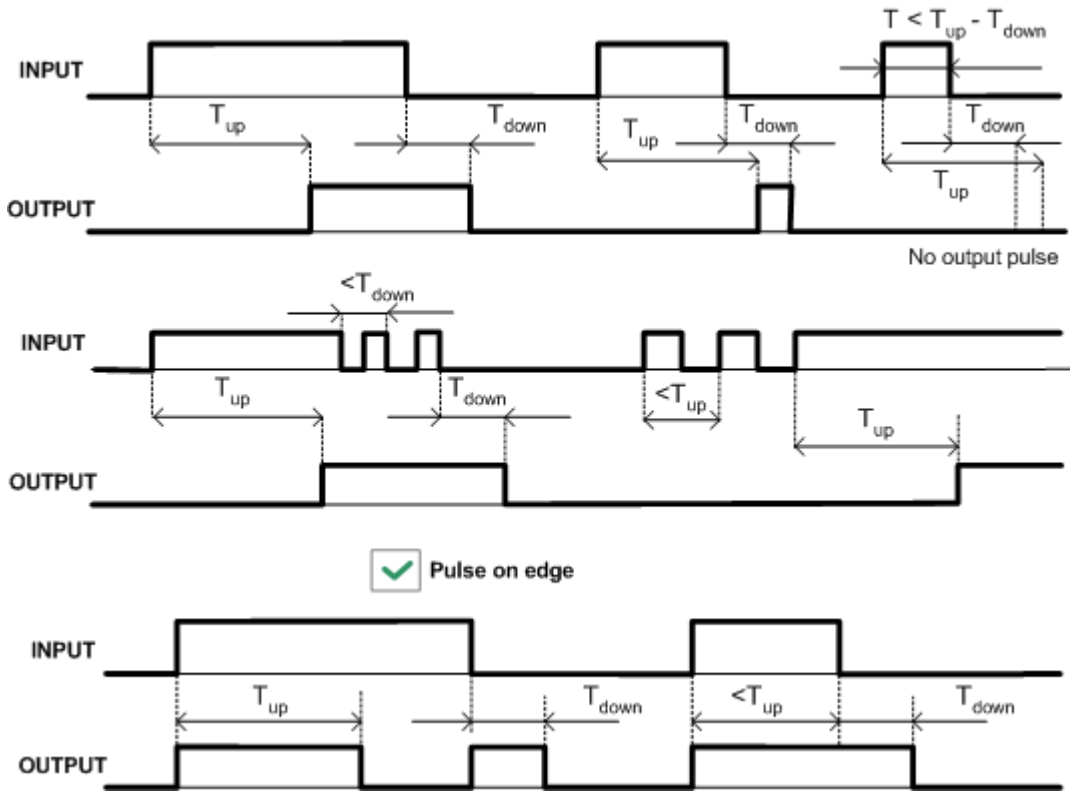 T < Tup - Tdown
INPUT
Tup
Tdown
Tup
Tdown
Tdown
Tup
OUTPUT
No output pulse
<Tdown
INPUT
Tup
Tdown
<Tup
Tup
OUTPUT
Pulse on edge
INPUT
Tup
Tdown
<Tup
Tdown
OUTPUT